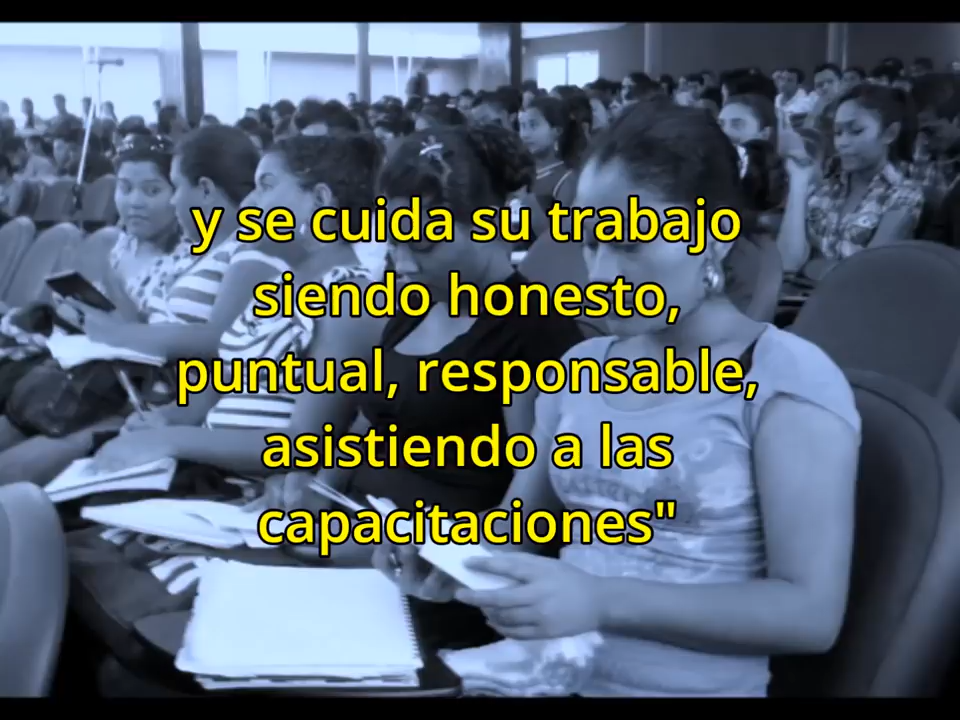 y se cuida su trabajo
siendo honesto,
puntual, responsable,
asistiendo a las
capacitaciones"